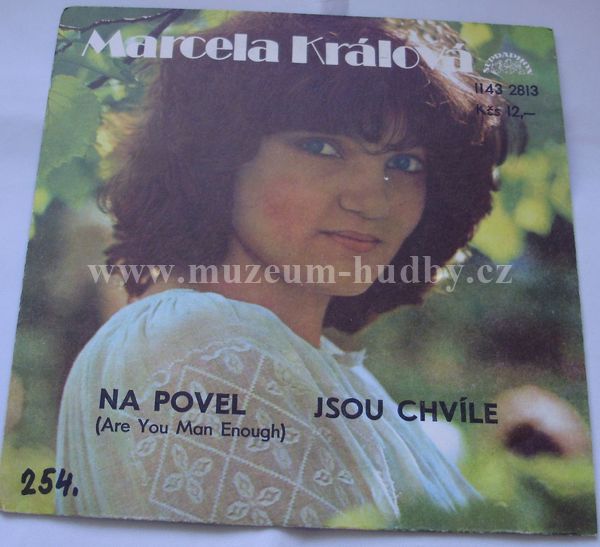 Marcela Králová
SUPRAPHON
1143 2813
Kčs 12,—
www.muzeum-hudby.cz
NA POVEL
(Are You Man Enough)
JSOU CHVÍLE
254.